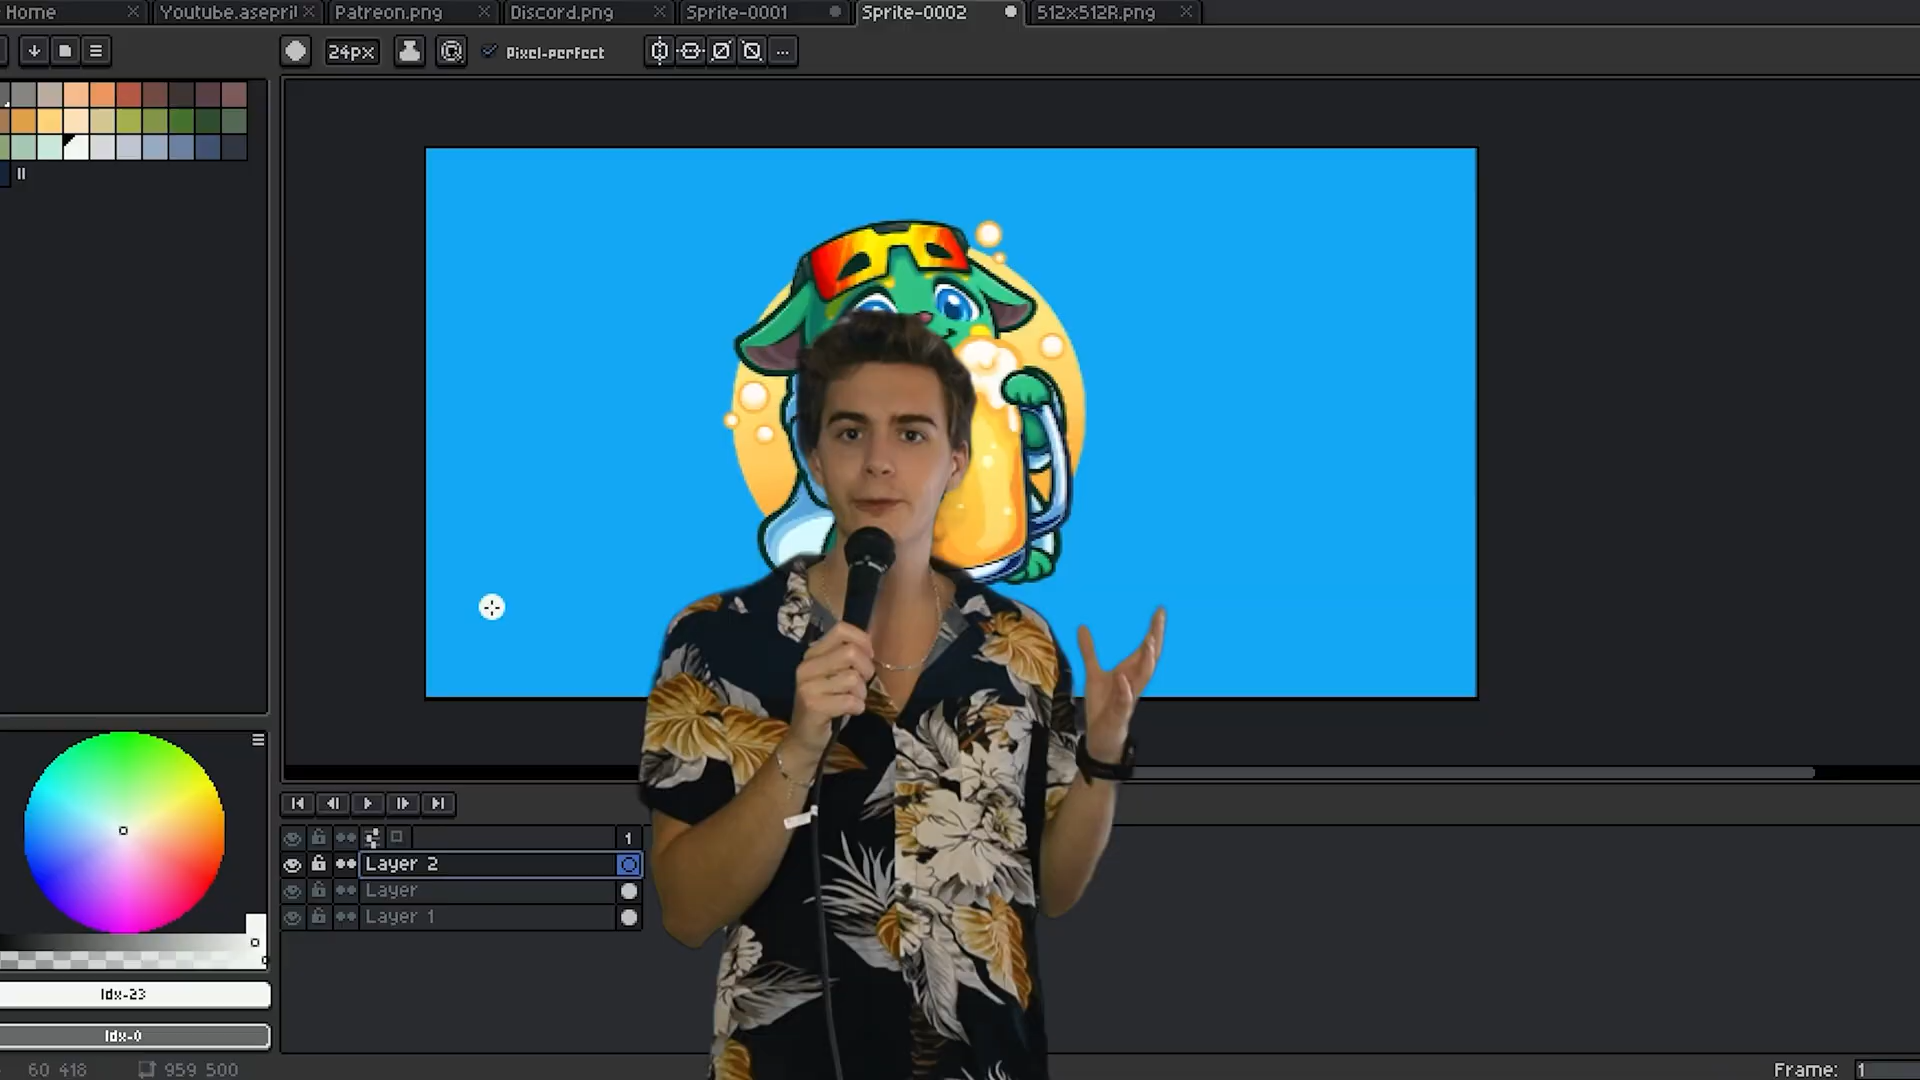 Home
Youtube.asepril
Patreon.png
Discord.png
Sprite-0001
Sprite-0002
512x512R.png
24px
Pixel-perfect
...
1
Layer 2
Layer
Layer 1
Idx-23
Idx-0
60 418
959 500
Frame: 1